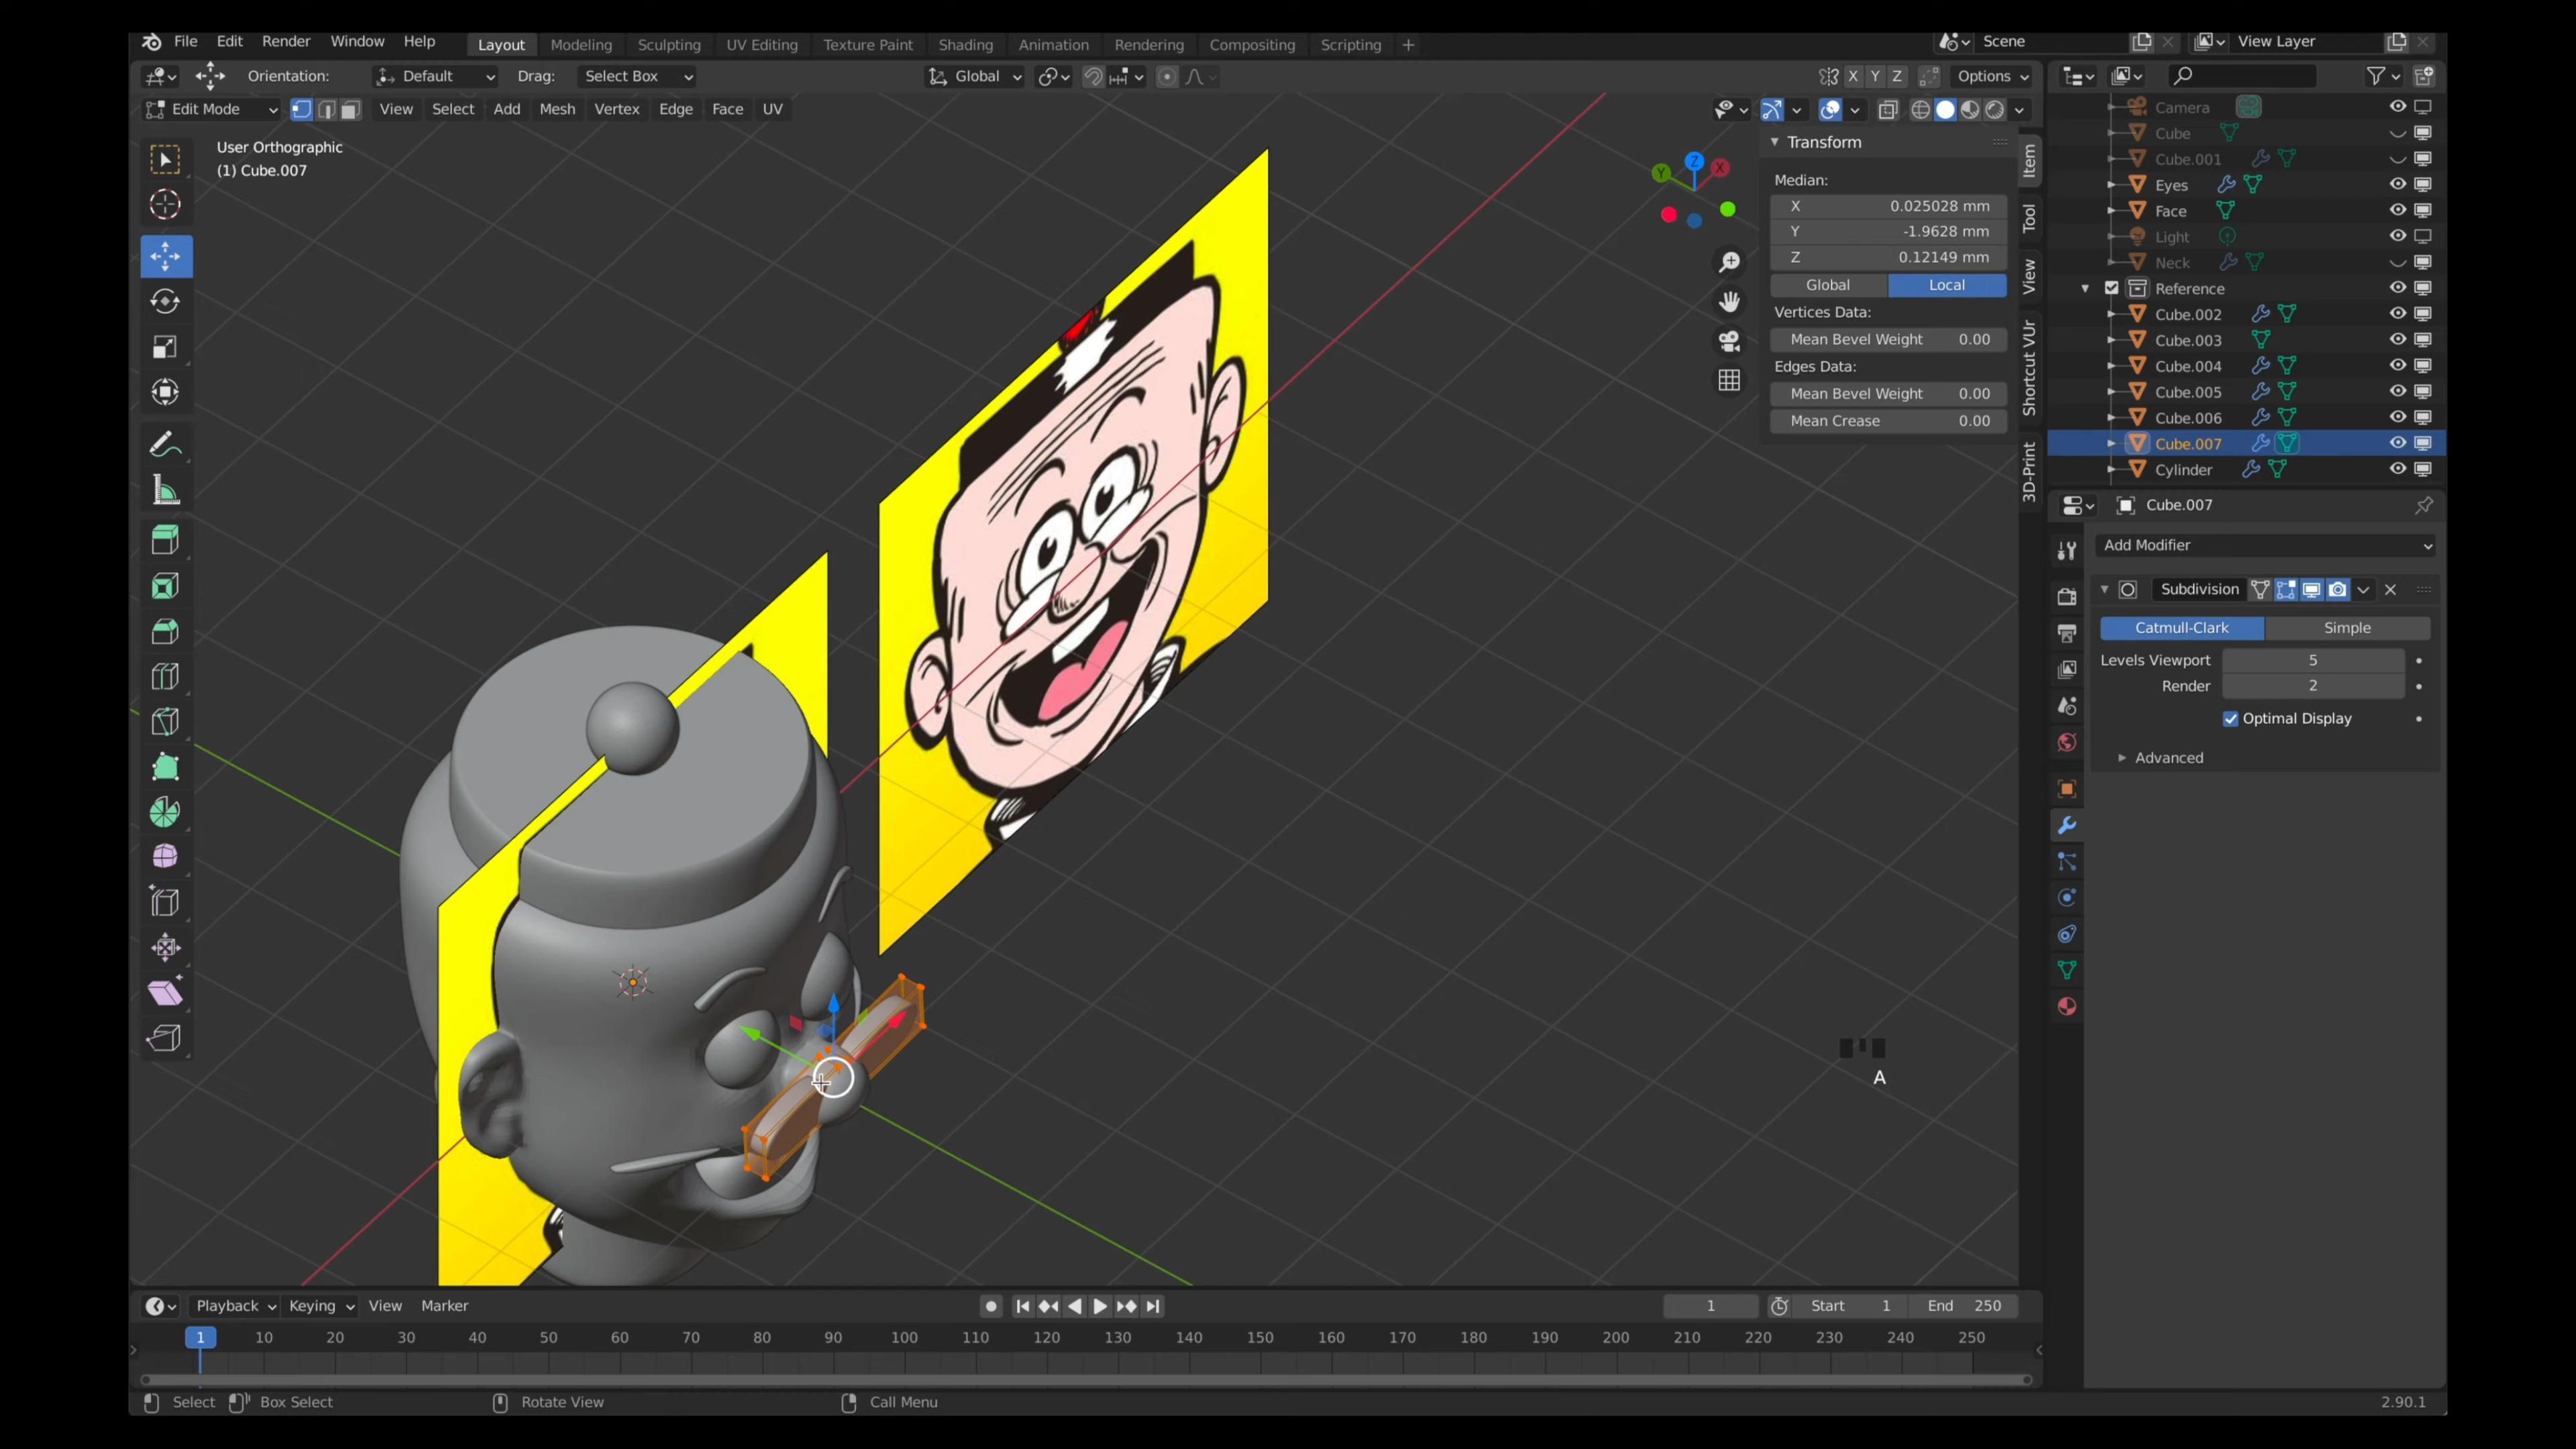 File Edit Render Window Help Layout Modeling Sculpting UV Editing Texture Paint Shading Animation Rendering Compositing Scripting + Scene View Layer
Orientation: Default Drag: Select Box Global X Y Z Options
Edit Mode View Select Add Mesh Vertex Edge Face UV
User Orthographic
(1) Cube.007
Z
Y
X
Transform
Median:
X 0.025028 mm
Y -1.9628 mm
Z 0.12149 mm
Global Local
Vertices Data:
Mean Bevel Weight 0.00
Edges Data:
Mean Bevel Weight 0.00
Mean Crease 0.00
Item
Tool
View
Shortcut VUr
3D-Print
Camera
Cube
Cube.001
Eyes
Face
Light
Neck
Reference
Cube.002
Cube.003
Cube.004
Cube.005
Cube.006
Cube.007
Cylinder
Cube.007
Add Modifier
Subdivision
Catmull-Clark Simple
Levels Viewport 5
Render 2
Optimal Display
Advanced
A
Playback Keying View Marker 1 Start 1 End 250
1 10 20 30 40 50 60 70 80 90 100 110 120 130 140 150 160 170 180 190 200 210 220 230 240 250
Select Box Select Rotate View Call Menu 2.90.1